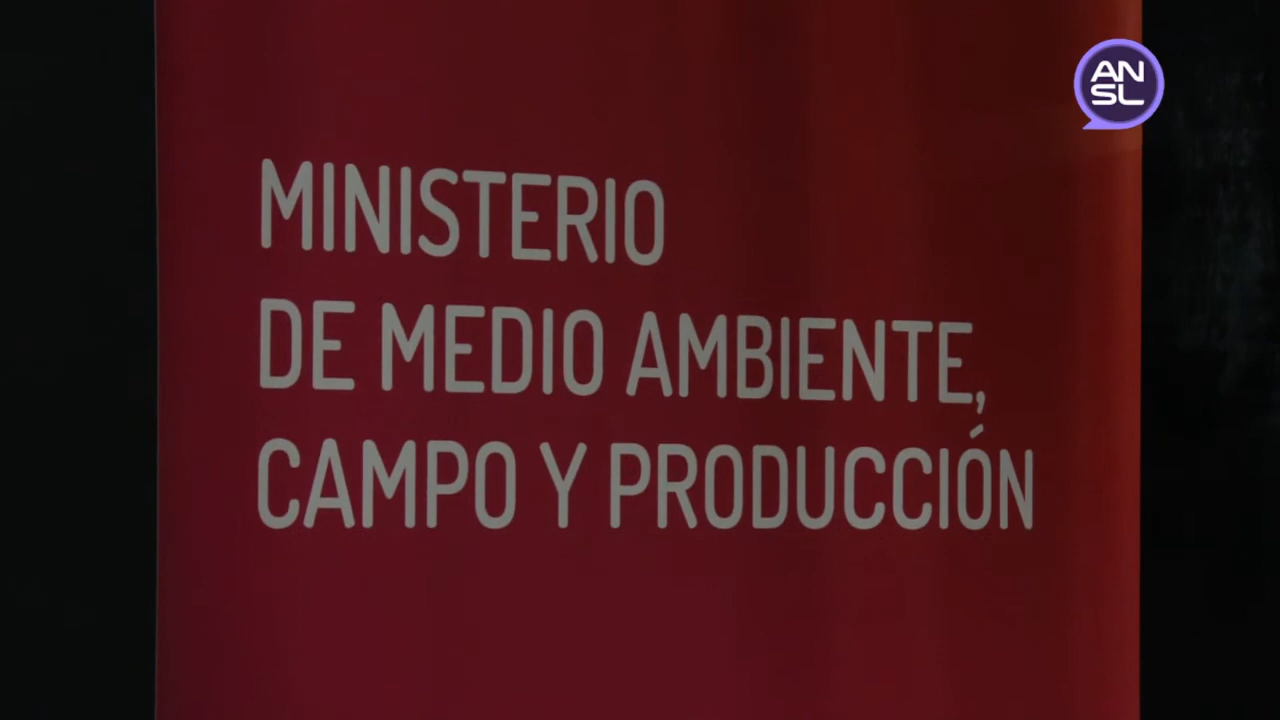 AN
SL
MINISTERIO
DE MEDIO AMBIENTE,
CAMPO Y PRODUCCIÓN